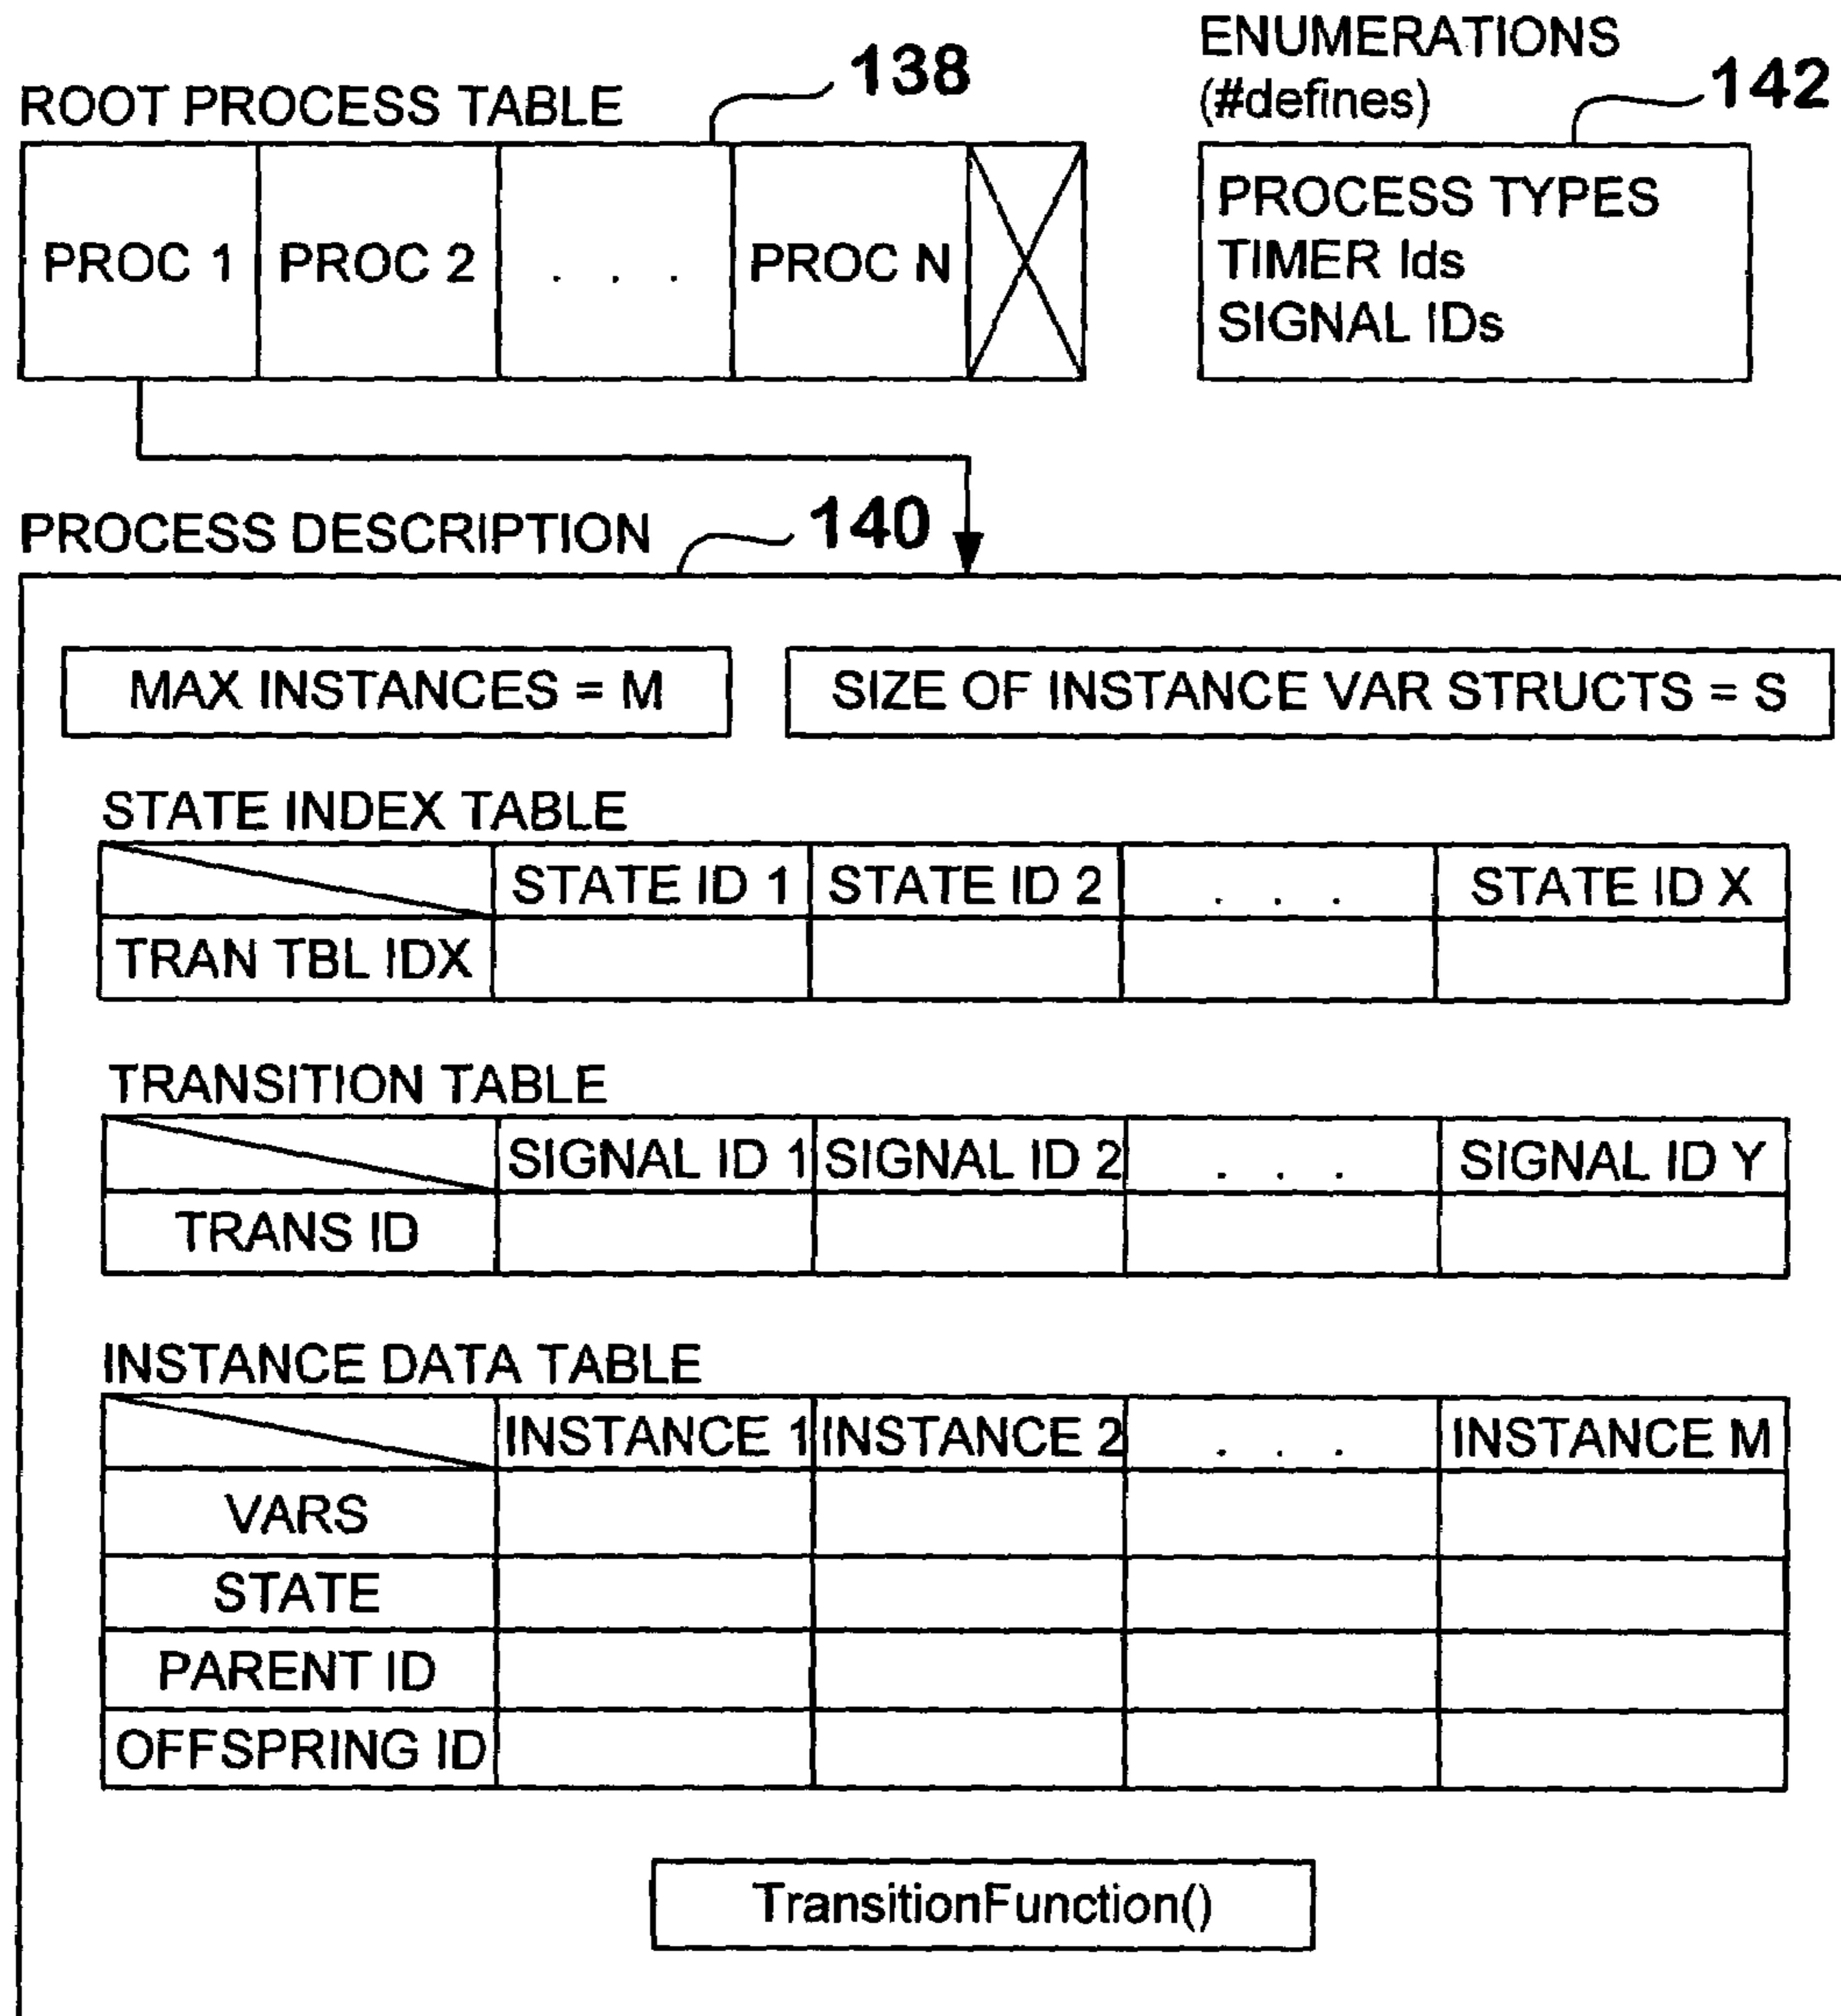 ROOT PROCESS TABLE
138
PROC 1 PROC 2 . . . PROC N
ENUMERATIONS
(#defines)
142
PROCESS TYPES
TIMER Ids
SIGNAL IDs
PROCESS DESCRIPTION
140
MAX INSTANCES = M
SIZE OF INSTANCE VAR STRUCTS = S
STATE INDEX TABLE
STATE ID 1 STATE ID 2 . . . STATE ID X
TRAN TBL IDX
TRANSITION TABLE
SIGNAL ID 1 SIGNAL ID 2 . . . SIGNAL ID Y
TRANS ID
INSTANCE DATA TABLE
INSTANCE 1 INSTANCE 2 . . . INSTANCE M
VARS
STATE
PARENT ID
OFFSPRING ID
TransitionFunction()